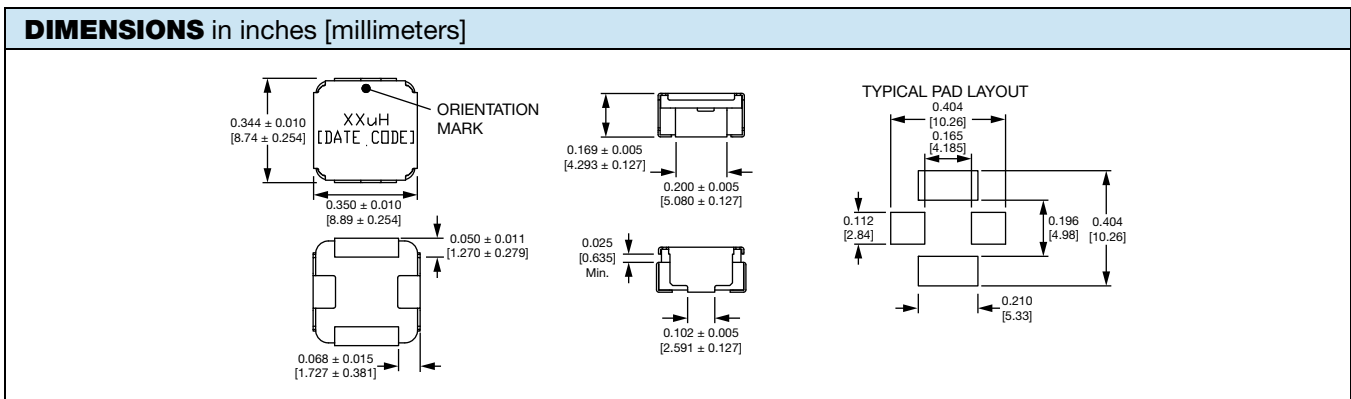 DIMENSIONS in inches [millimeters]
0.344 ± 0.010
[8.74 ± 0.254]
XXuH
[DATE CODE]
ORIENTATION
MARK
0.350 ± 0.010
[8.89 ± 0.254]
0.169 ± 0.005
[4.293 ± 0.127]
0.200 ± 0.005
[5.080 ± 0.127]
TYPICAL PAD LAYOUT
0.404
[10.26]
0.165
[4.185]
0.112
[2.84]
0.196
[4.98]
0.404
[10.26]
0.210
[5.33]
0.050 ± 0.011
[1.270 ± 0.279]
0.068 ± 0.015
[1.727 ± 0.381]
0.025
[0.635]
Min.
0.102 ± 0.005
[2.591 ± 0.127]